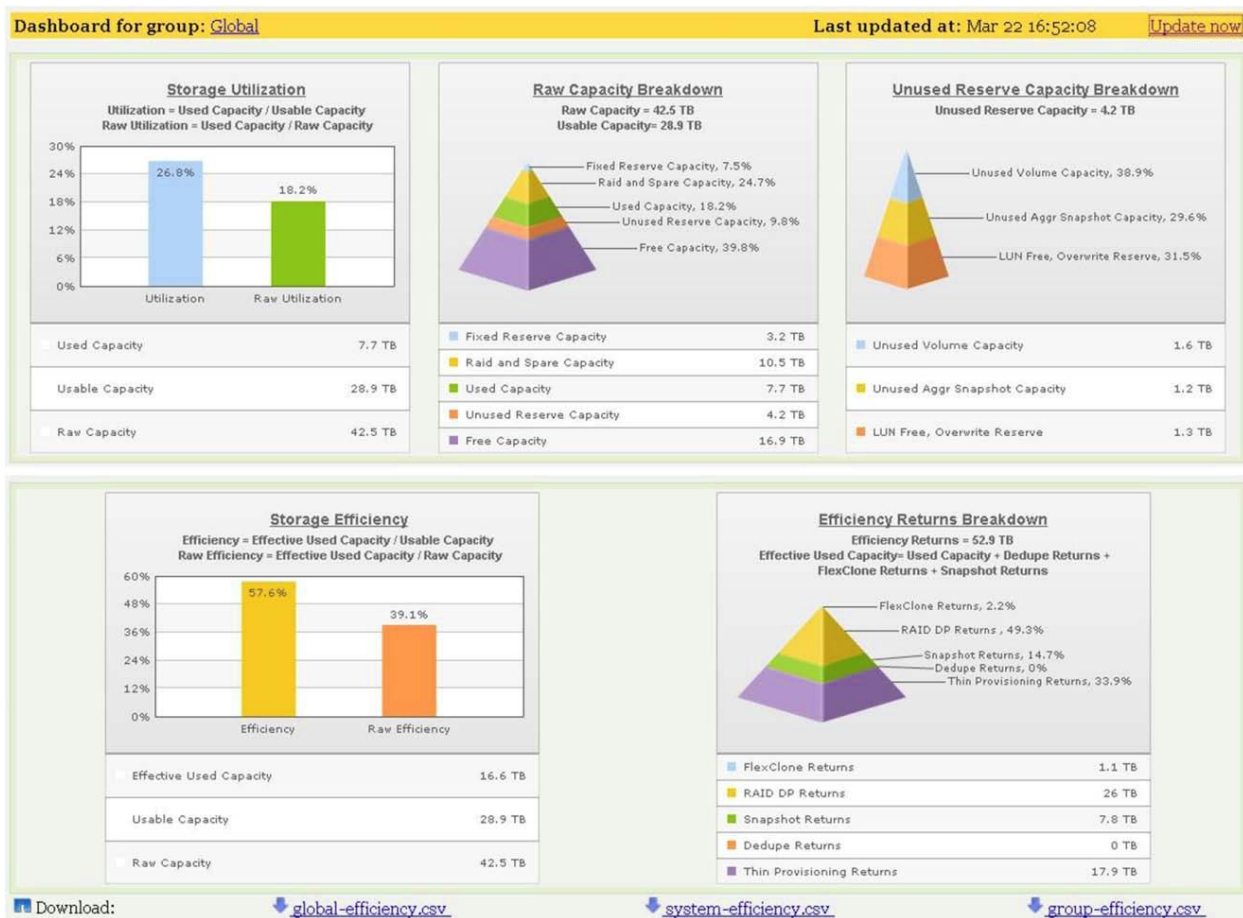 Dashboard for group: Global
Last updated at: Mar 22 16:52:08
Update now
Storage Utilization
Utilization = Used Capacity / Usable Capacity
Raw Utilization = Used Capacity / Raw Capacity
30%
24%
18%
12%
6%
0%
26.8%
18.2%
Utilization
Raw Utilization
Used Capacity 7.7 TB
Usable Capacity 28.9 TB
Raw Capacity 42.5 TB
Raw Capacity Breakdown
Raw Capacity = 42.5 TB
Usable Capacity= 28.9 TB
Fixed Reserve Capacity, 7.5%
Raid and Spare Capacity, 24.7%
Used Capacity, 18.2%
Unused Reserve Capacity, 9.8%
Free Capacity, 39.8%
Fixed Reserve Capacity 3.2 TB
Raid and Spare Capacity 10.5 TB
Used Capacity 7.7 TB
Unused Reserve Capacity 4.2 TB
Free Capacity 16.9 TB
Unused Reserve Capacity Breakdown
Unused Reserve Capacity = 4.2 TB
Unused Volume Capacity, 38.9%
Unused Aggr Snapshot Capacity, 29.6%
LUN Free, Overwrite Reserve, 31.5%
Unused Volume Capacity 1.6 TB
Unused Aggr Snapshot Capacity 1.2 TB
LUN Free, Overwrite Reserve 1.3 TB
Storage Efficiency
Efficiency = Effective Used Capacity / Usable Capacity
Raw Efficiency = Effective Used Capacity / Raw Capacity
60%
48%
36%
24%
12%
0%
57.6%
39.1%
Efficiency
Raw Efficiency
Effective Used Capacity 16.6 TB
Usable Capacity 28.9 TB
Raw Capacity 42.5 TB
Efficiency Returns Breakdown
Efficiency Returns = 52.9 TB
Effective Used Capacity= Used Capacity + Dedupe Returns +
FlexClone Returns + Snapshot Returns
FlexClone Returns, 2.2%
RAID DP Returns , 49.3%
Snapshot Returns, 14.7%
Dedupe Returns, 0%
Thin Provisioning Returns, 33.9%
FlexClone Returns 1.1 TB
RAID DP Returns 26 TB
Snapshot Returns 7.8 TB
Dedupe Returns 0 TB
Thin Provisioning Returns 17.9 TB
Download:
global-efficiency.csv
system-efficiency.csv
group-efficiency.csv